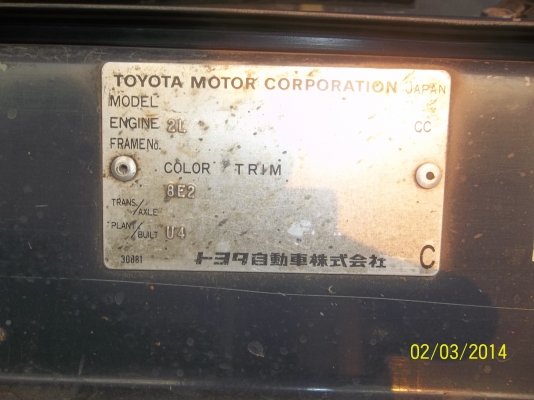 TOYOTA MOTOR CORPORATION JAPAN
MODEL
ENGINE 2L CC
FRAME No.
COLOR TRIM
8E2
TRANS/AXLE
PLANT/BUILT U4
トヨタ自動車株式会社 C
02/03/2014